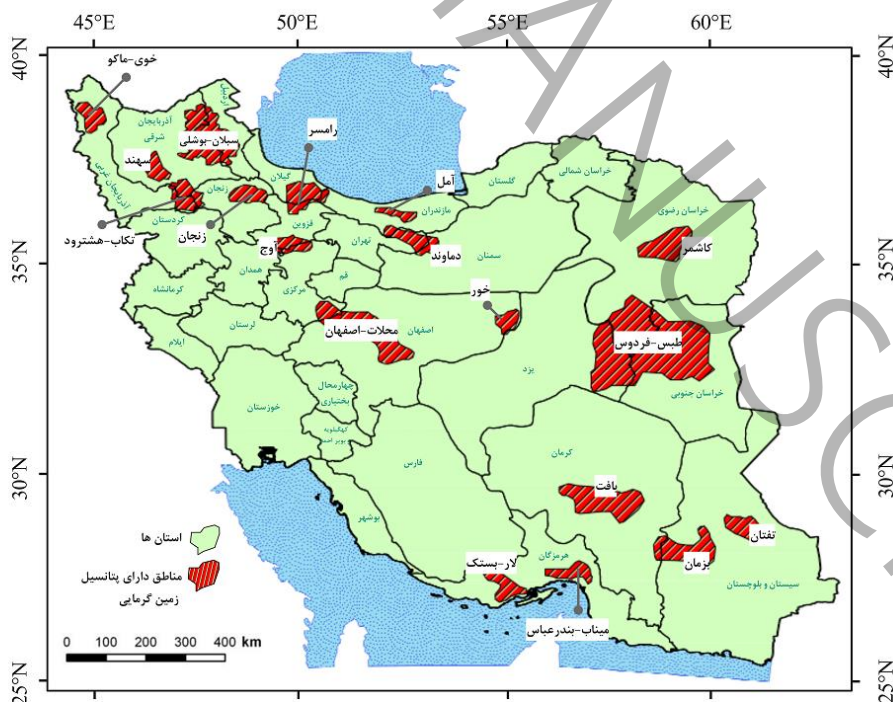 45°E 50°E 55°E 60°E
40°N 40°N
خوی-ماکو
اردبیل
آذربایجان شرقی
سبلان-بوشلی
رامسر
سهند
آذربایجان غربی
گیلان
آمل
گلستان
خراسان شمالی
زنجان
کردستان
مازندران
خراسان رضوی
تکاب-هشترود
زنجان
قزوین
آوج
تهران
دماوند
سمنان
کاشمر
35°N 35°N
همدان
قم
کرمانشاه
مرکزی
خور
لرستان
محلات-اصفهان
اصفهان
طبس-فردوس
ایلام
یزد
چهارمحال
بختیاری
خراسان جنوبی
خوزستان
کهگیلویه
و بویر احمد
فارس
کرمان
30°N 30°N
بافت
بوشهر
تفتان
استان ها
هرمزگان
لار-بستک
بزمان
مناطق دارای پتانسیل
زمین گرمایی
سیستان و بلوچستان
میناب-بندرعباس
0 100 200 300 400 km
25°N 25°N